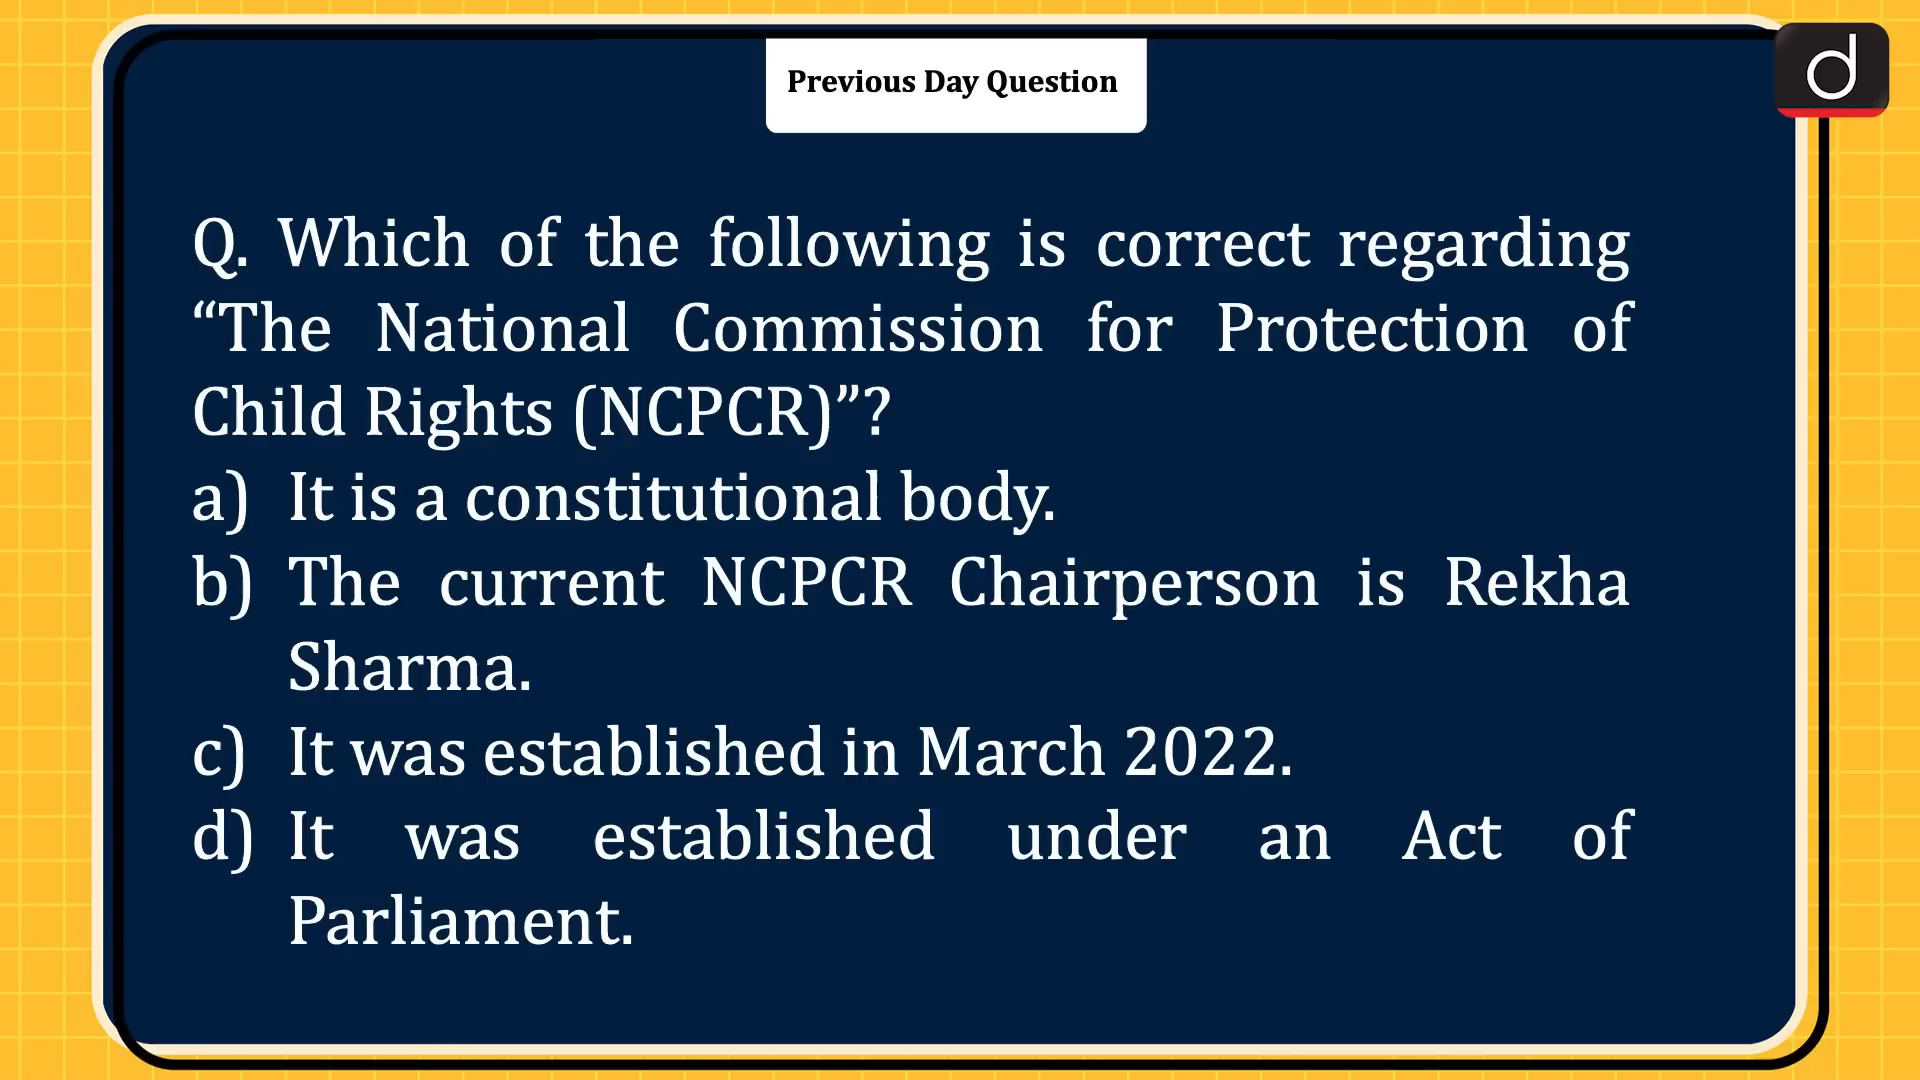 Previous Day Question
d
Q. Which of the following is correct regarding
“The National Commission for Protection of
Child Rights (NCPCR)”?
a) It is a constitutional body.
b) The current NCPCR Chairperson is Rekha
Sharma.
c) It was established in March 2022.
d) It was established under an Act of
Parliament.